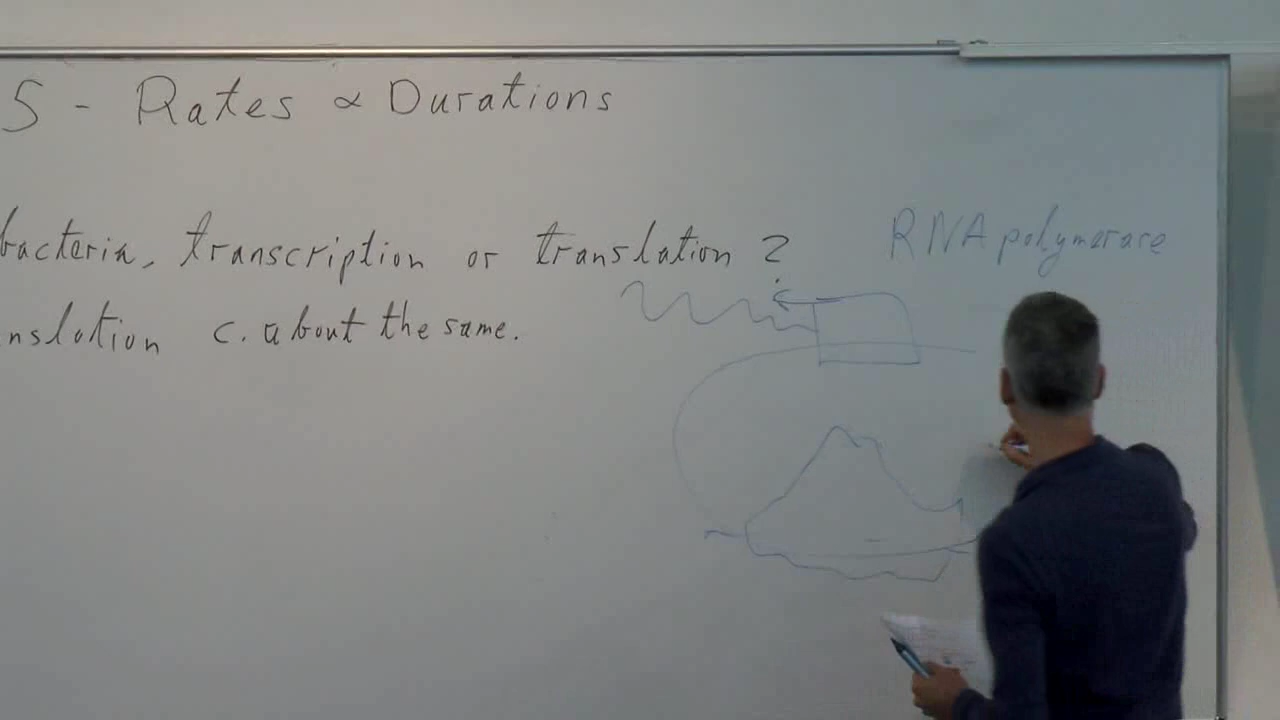 5 - Rates & Durations
bacteria, transcription or translation ?
nslation c. about the same.
RNA polymerase